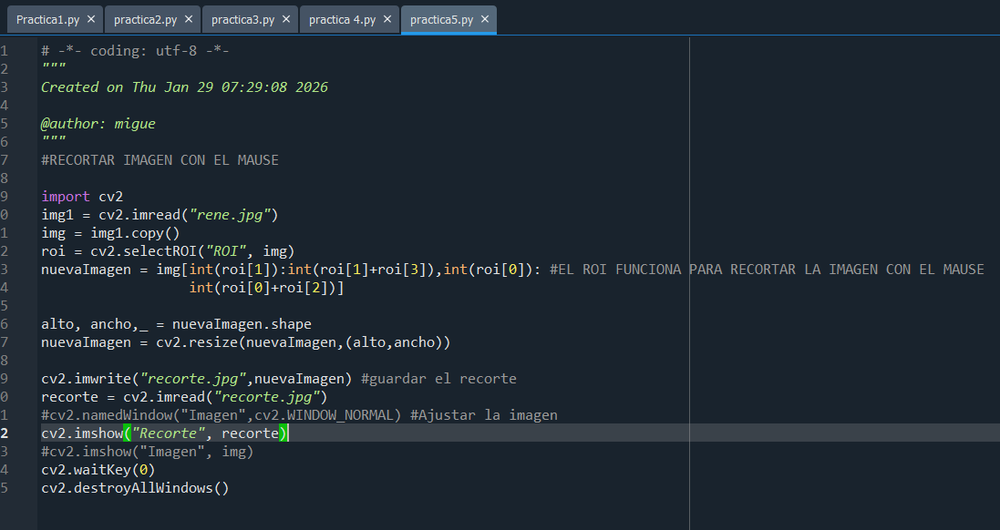 Practica1.py × practica2.py × practica3.py × practica 4.py × practica5.py ×
1 # -*- coding: utf-8 -*-
2 """
3 Created on Thu Jan 29 07:29:08 2026
4
5 @author: migue
6 """
7 #RECORTAR IMAGEN CON EL MAUSE
8
9 import cv2
0 img1 = cv2.imread("rene.jpg")
1 img = img1.copy()
2 roi = cv2.selectROI("ROI", img)
3 nuevaImagen = img[int(roi[1]):int(roi[1]+roi[3]),int(roi[0]): #EL ROI FUNCIONA PARA RECORTAR LA IMAGEN CON EL MAUSE
4                   int(roi[0]+roi[2])]
5
6 alto, ancho,_ = nuevaImagen.shape
7 nuevaImagen = cv2.resize(nuevaImagen,(alto,ancho))
8
9 cv2.imwrite("recorte.jpg",nuevaImagen) #guardar el recorte
0 recorte = cv2.imread("recorte.jpg")
1 #cv2.namedWindow("Imagen",cv2.WINDOW_NORMAL) #Ajustar la imagen
2 cv2.imshow("Recorte", recorte)
3 #cv2.imshow("Imagen", img)
4 cv2.waitKey(0)
5 cv2.destroyAllWindows()